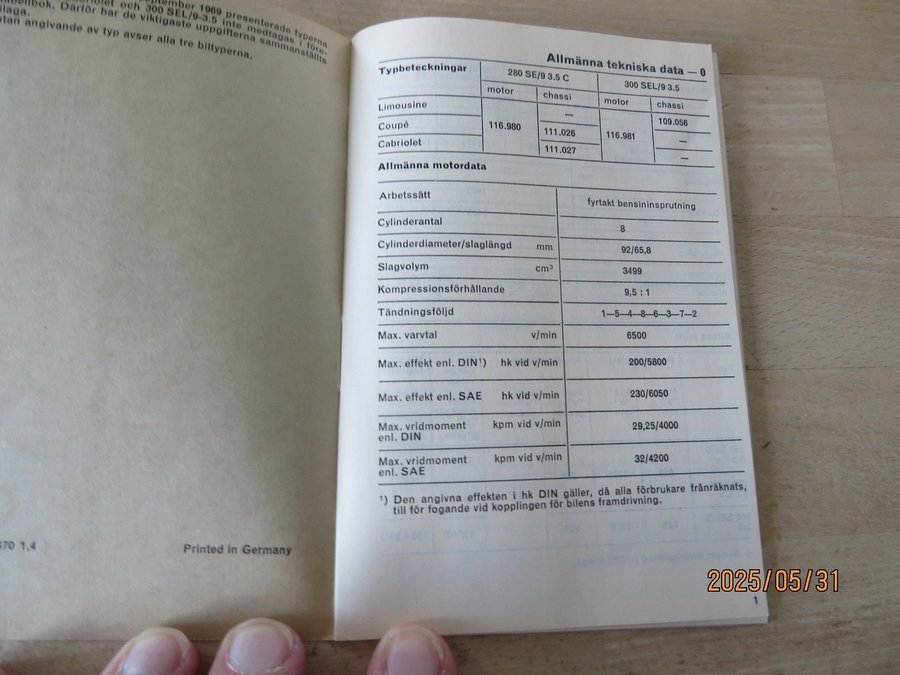 september 1969 presenterade typerna
Cabriolet och 300 SEL/9-3.5 inte medtagas i före-
tabellbok. Därför har de viktigaste uppgifterna sammanställts
bilaga.
utan angivande av typ avser alla tre biltyperna.
370 1,4
Printed in Germany
Allmänna tekniska data — 0
Typbeteckningar 280 SE/9 3.5 C 300 SEL/9 3.5
motor chassi motor chassi
Limousine — 109.056
Coupé 116.980 111.026 116.981 —
Cabriolet 111.027 —
Allmänna motordata
Arbetssätt fyrtakt bensininsprutning
Cylinderantal 8
Cylinderdiameter/slaglängd mm 92/65,8
Slagvolym cm³ 3499
Kompressionsförhållande 9,5 : 1
Tändningsföljd 1—5—4—8—6—3—7—2
Max. varvtal v/min 6500
Max. effekt enl. DIN¹) hk vid v/min 200/5800
Max. effekt enl. SAE hk vid v/min 230/6050
Max. vridmoment kpm vid v/min 29,25/4000
enl. DIN
Max. vridmoment kpm vid v/min 32/4200
enl. SAE
¹) Den angivna effekten i hk DIN gäller, då alla förbrukare frånräknats,
till för fogande vid kopplingen för bilens framdrivning.
1
2025/05/31